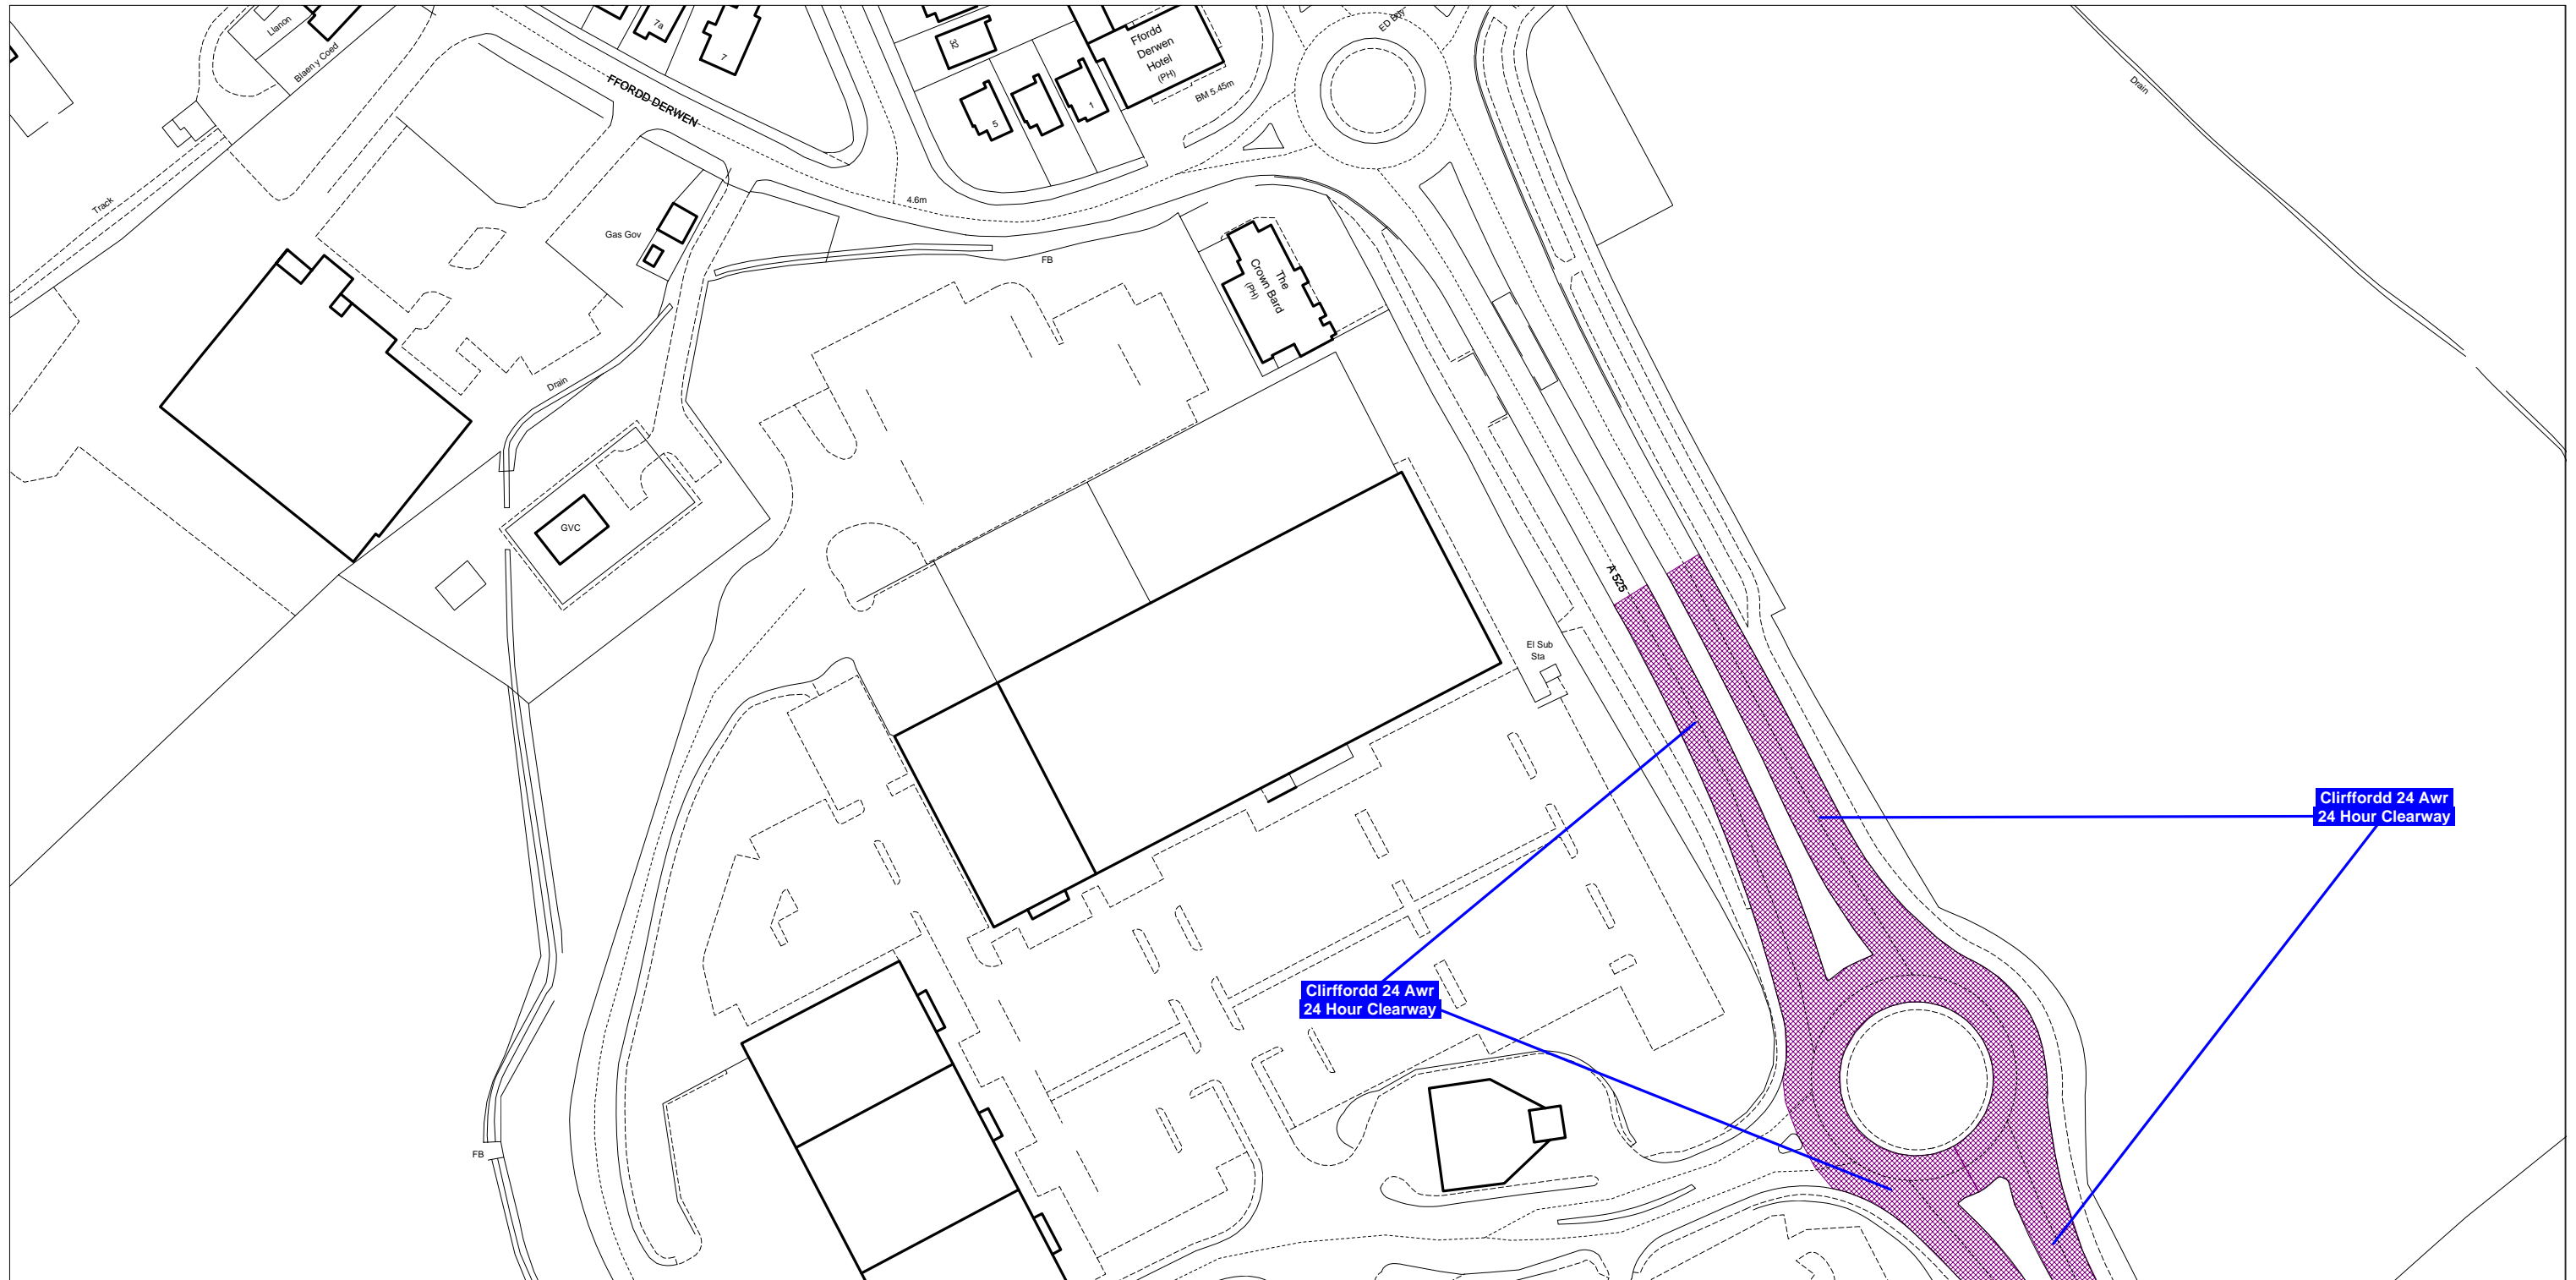 Llanon
Blaen y Coed
7a
7
FFORDD DERWEN
Ffordd
Derwen
Hotel
(PH)
BM 5.45m
5
1
Drain
Track
4.6m
Gas Gov
FB
The
Crown Bard
(PH)
Drain
GVC
A 525
El Sub
Sta
Clirffordd 24 Awr
24 Hour Clearway
Clirffordd 24 Awr
24 Hour Clearway
FB